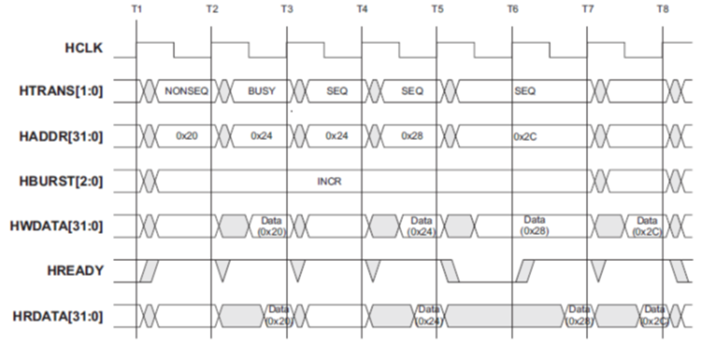 T1 T2 T3 T4 T5 T6 T7 T8
HCLK
HTRANS[1:0] NONSEQ BUSY SEQ SEQ SEQ
HADDR[31:0] 0x20 0x24 0x24 0x28 0x2C
HBURST[2:0] INCR
HWDATA[31:0] Data (0x20) Data (0x24) Data (0x28) Data (0x2C)
HREADY
HRDATA[31:0] Data (0x20) Data (0x24) Data (0x28) Data (0x2C)